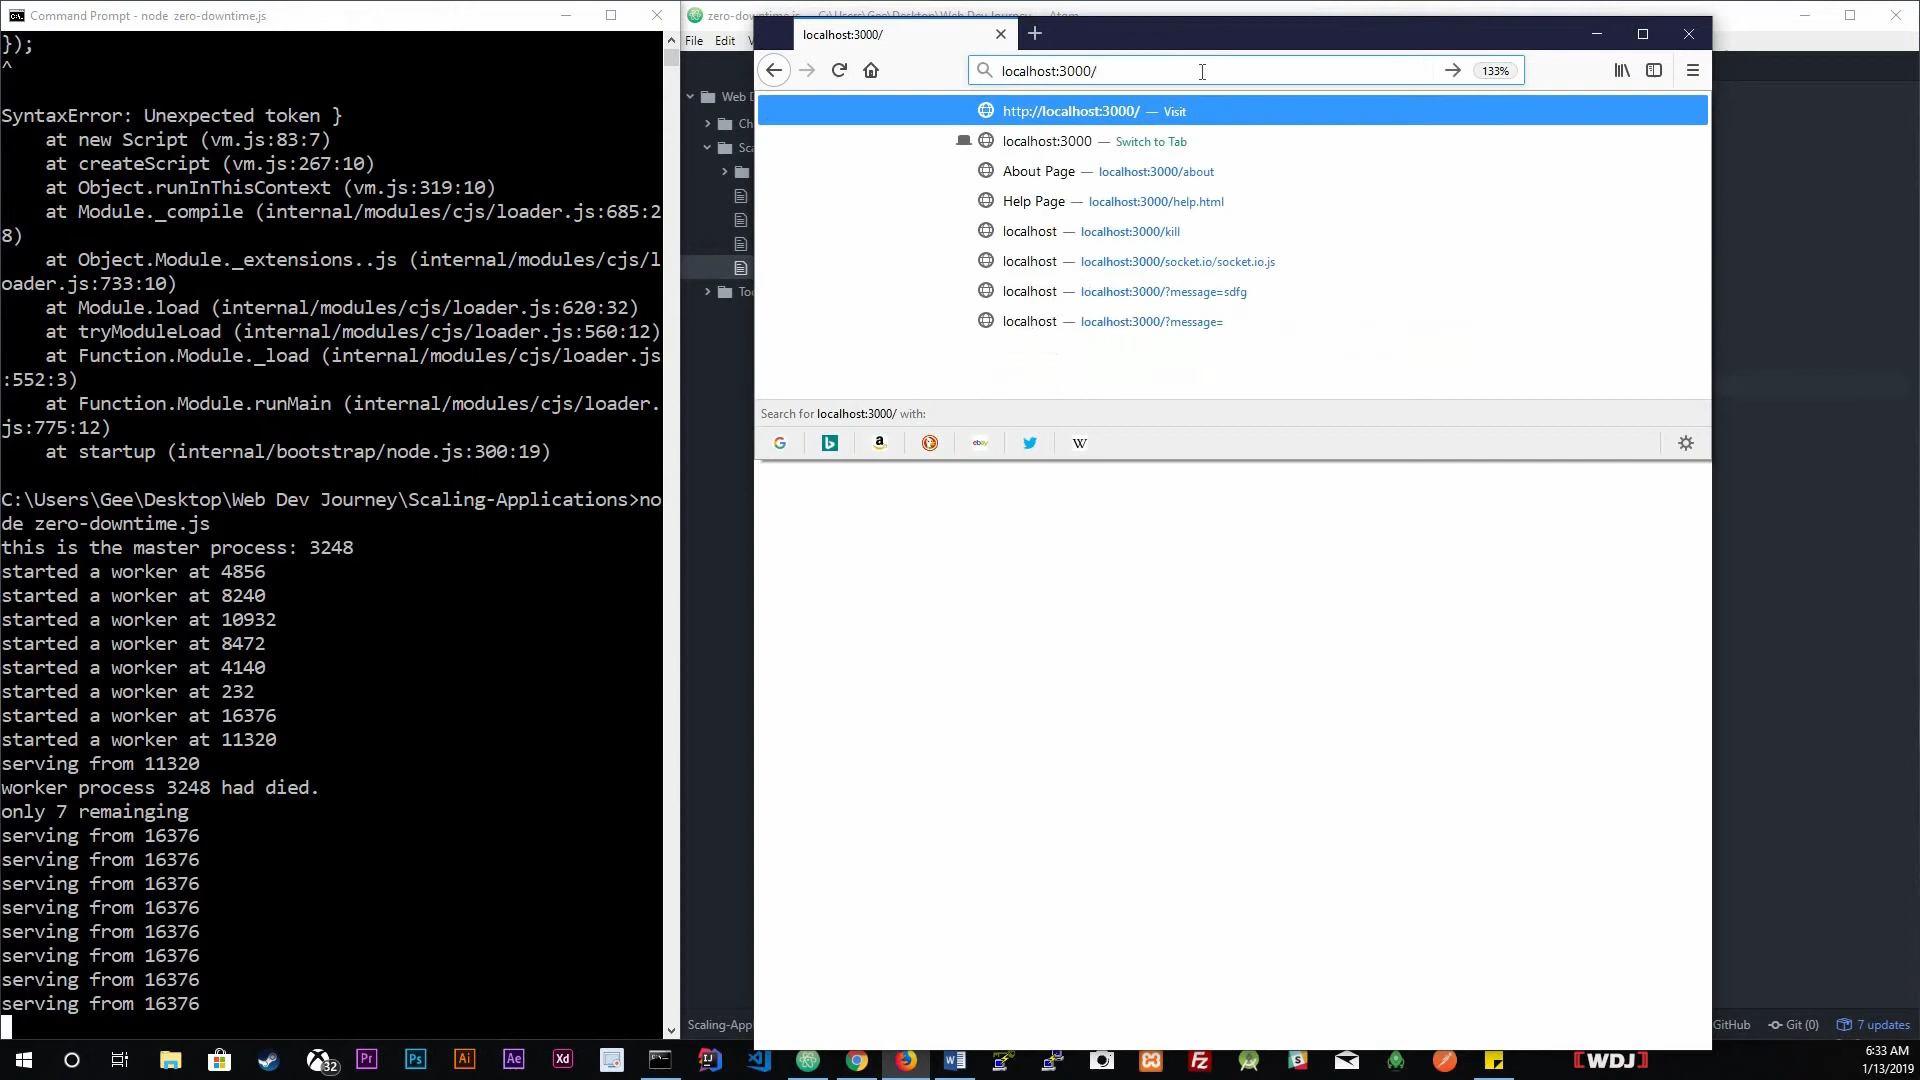 Command Prompt - node  zero-downtime.js
});
^
SyntaxError: Unexpected token }
at new Script (vm.js:83:7)
at createScript (vm.js:267:10)
at Object.runInThisContext (vm.js:319:10)
at Module._compile (internal/modules/cjs/loader.js:685:2
8)
at Object.Module._extensions..js (internal/modules/cjs/l
oader.js:733:10)
at Module.load (internal/modules/cjs/loader.js:620:32)
at tryModuleLoad (internal/modules/cjs/loader.js:560:12)
at Function.Module._load (internal/modules/cjs/loader.js
:552:3)
at Function.Module.runMain (internal/modules/cjs/loader.
js:775:12)
at startup (internal/bootstrap/node.js:300:19)
C:\Users\Gee\Desktop\Web Dev Journey\Scaling-Applications>no
de zero-downtime.js
this is the master process: 3248
started a worker at 4856
started a worker at 8240
started a worker at 10932
started a worker at 8472
started a worker at 4140
started a worker at 232
started a worker at 16376
started a worker at 11320
serving from 11320
worker process 3248 had died.
only 7 remainging
serving from 16376
serving from 16376
serving from 16376
serving from 16376
serving from 16376
serving from 16376
serving from 16376
serving from 16376
File Edit V
Web D
Ch
Sca
Too
Scaling-App
localhost:3000/
localhost:3000/
133%
http://localhost:3000/ — Visit
localhost:3000 — Switch to Tab
About Page — localhost:3000/about
Help Page — localhost:3000/help.html
localhost — localhost:3000/kill
localhost — localhost:3000/socket.io/socket.io.js
localhost — localhost:3000/?message=sdfg
localhost — localhost:3000/?message=
Search for localhost:3000/ with:
G b a ebay W
GitHub Git (0) 7 updates
32 Pr Ps Ai Ae Xd
[WDJ]
6:33 AM
1/13/2019